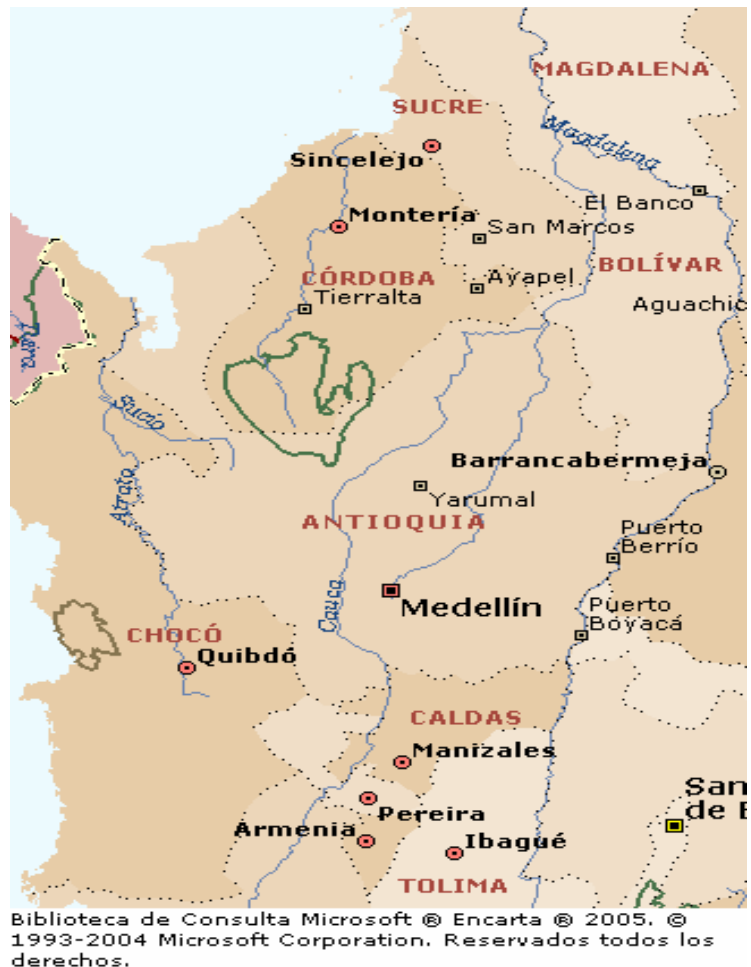 MAGDALENA
SUCRE
Magdalena
Sincelejo
El Banco
Montería
San Marcos
BOLÍVAR
CÓRDOBA
Ayapel
Tierralta
Aguachic
Sucio
Barrancabermeja
Atrato
Yarumal
ANTIOQUIA
Puerto
Berrío
Cauca
Medellín
Puerto
Boyacá
CHOCÓ
Quibdó
CALDAS
Manizales
San
de B
Pereira
Armenia
Ibagué
TOLIMA
Biblioteca de Consulta Microsoft ® Encarta ® 2005. ©
1993-2004 Microsoft Corporation. Reservados todos los
derechos.